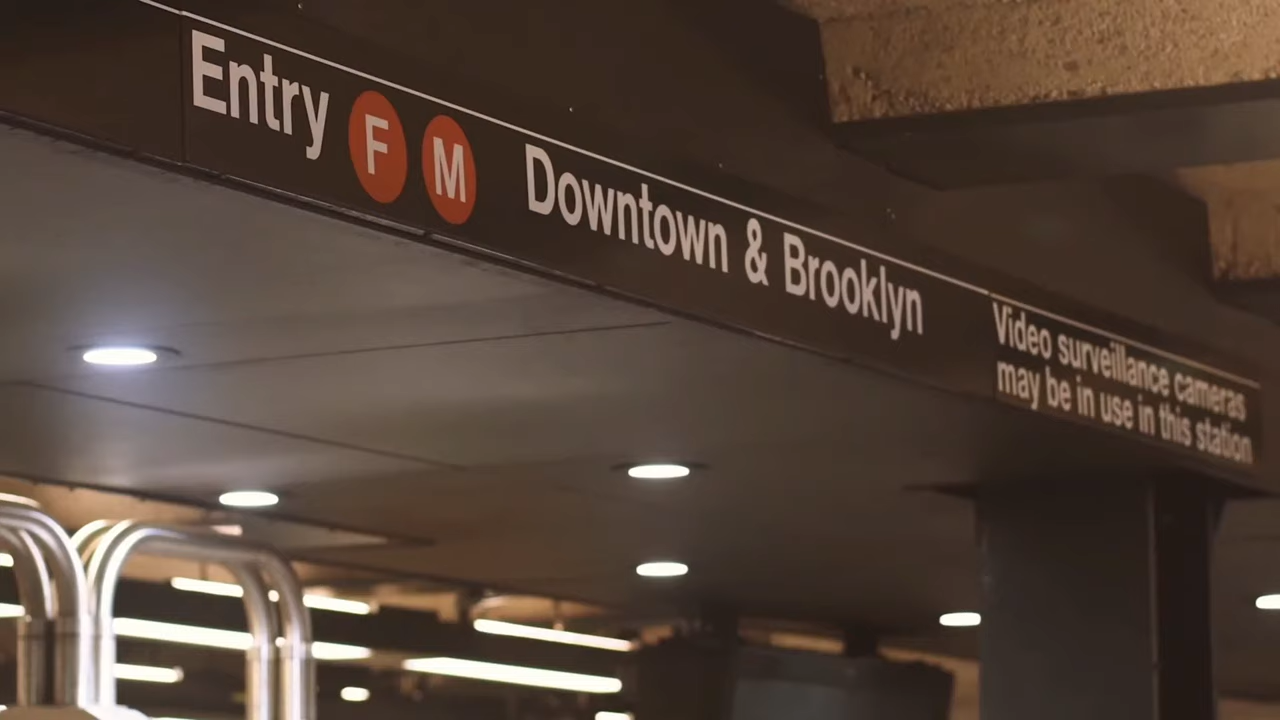 Entry F M Downtown & Brooklyn
Video surveillance cameras
may be in use in this station